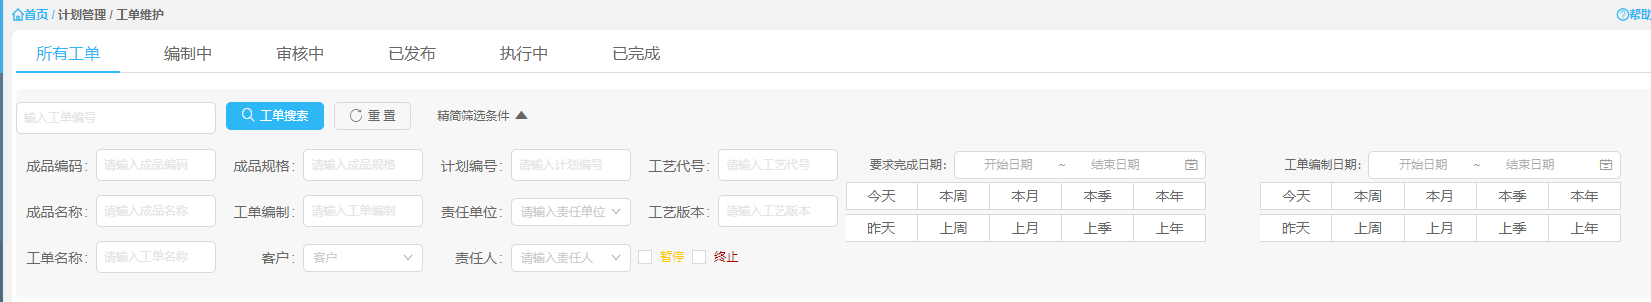 首页 / 计划管理 / 工单维护 帮助
所有工单 编制中 审核中 已发布 执行中 已完成
输入工单编号 工单搜索 重 置 精简筛选条件
成品编码: 请输入成品编码 成品规格: 请输入成品规格 计划编号: 请输入计划编号 工艺代号: 请输入工艺代号 要求完成日期: 开始日期 ~ 结束日期 工单编制日期: 开始日期 ~ 结束日期
今天 本周 本月 本季 本年 今天 本周 本月 本季 本年
成品名称: 请输入成品名称 工单编制: 请输入工单编制 责任单位: 请输入责任单位 工艺版本: 请输入工艺版本
昨天 上周 上月 上季 上年 昨天 上周 上月 上季 上年
工单名称: 请输入工单名称 客户: 客户 责任人: 请输入责任人 暂停 终止